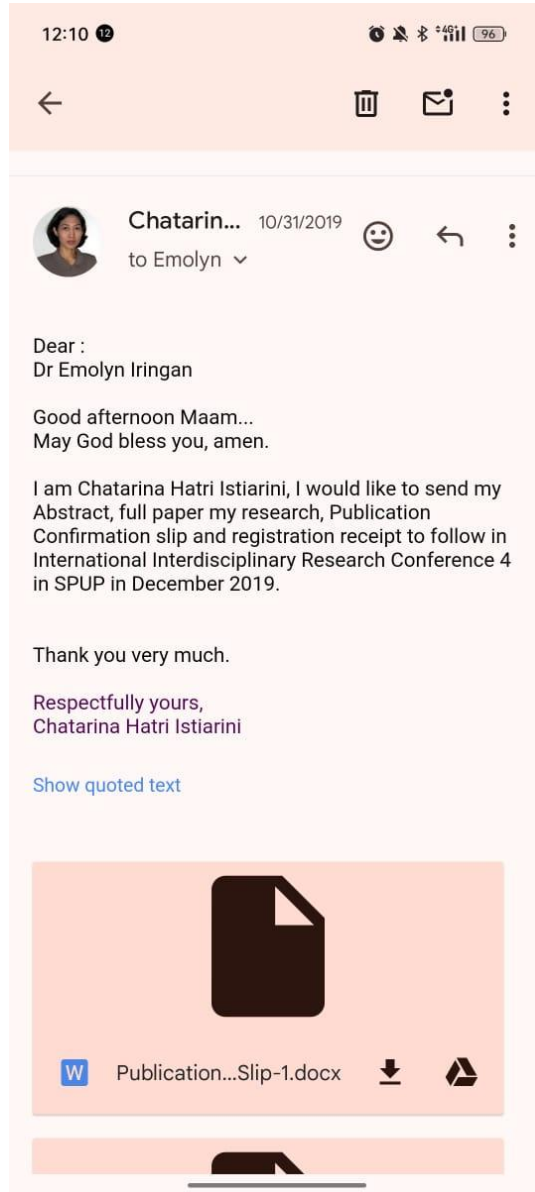 12:10 12
4G 96
Chatarin... 10/31/2019
to Emolyn
Dear :
Dr Emolyn Iringan
Good afternoon Maam...
May God bless you, amen.
I am Chatarina Hatri Istiarini, I would like to send my
Abstract, full paper my research, Publication
Confirmation slip and registration receipt to follow in
International Interdisciplinary Research Conference 4
in SPUP in December 2019.
Thank you very much.
Respectfully yours,
Chatarina Hatri Istiarini
Show quoted text
W Publication...Slip-1.docx